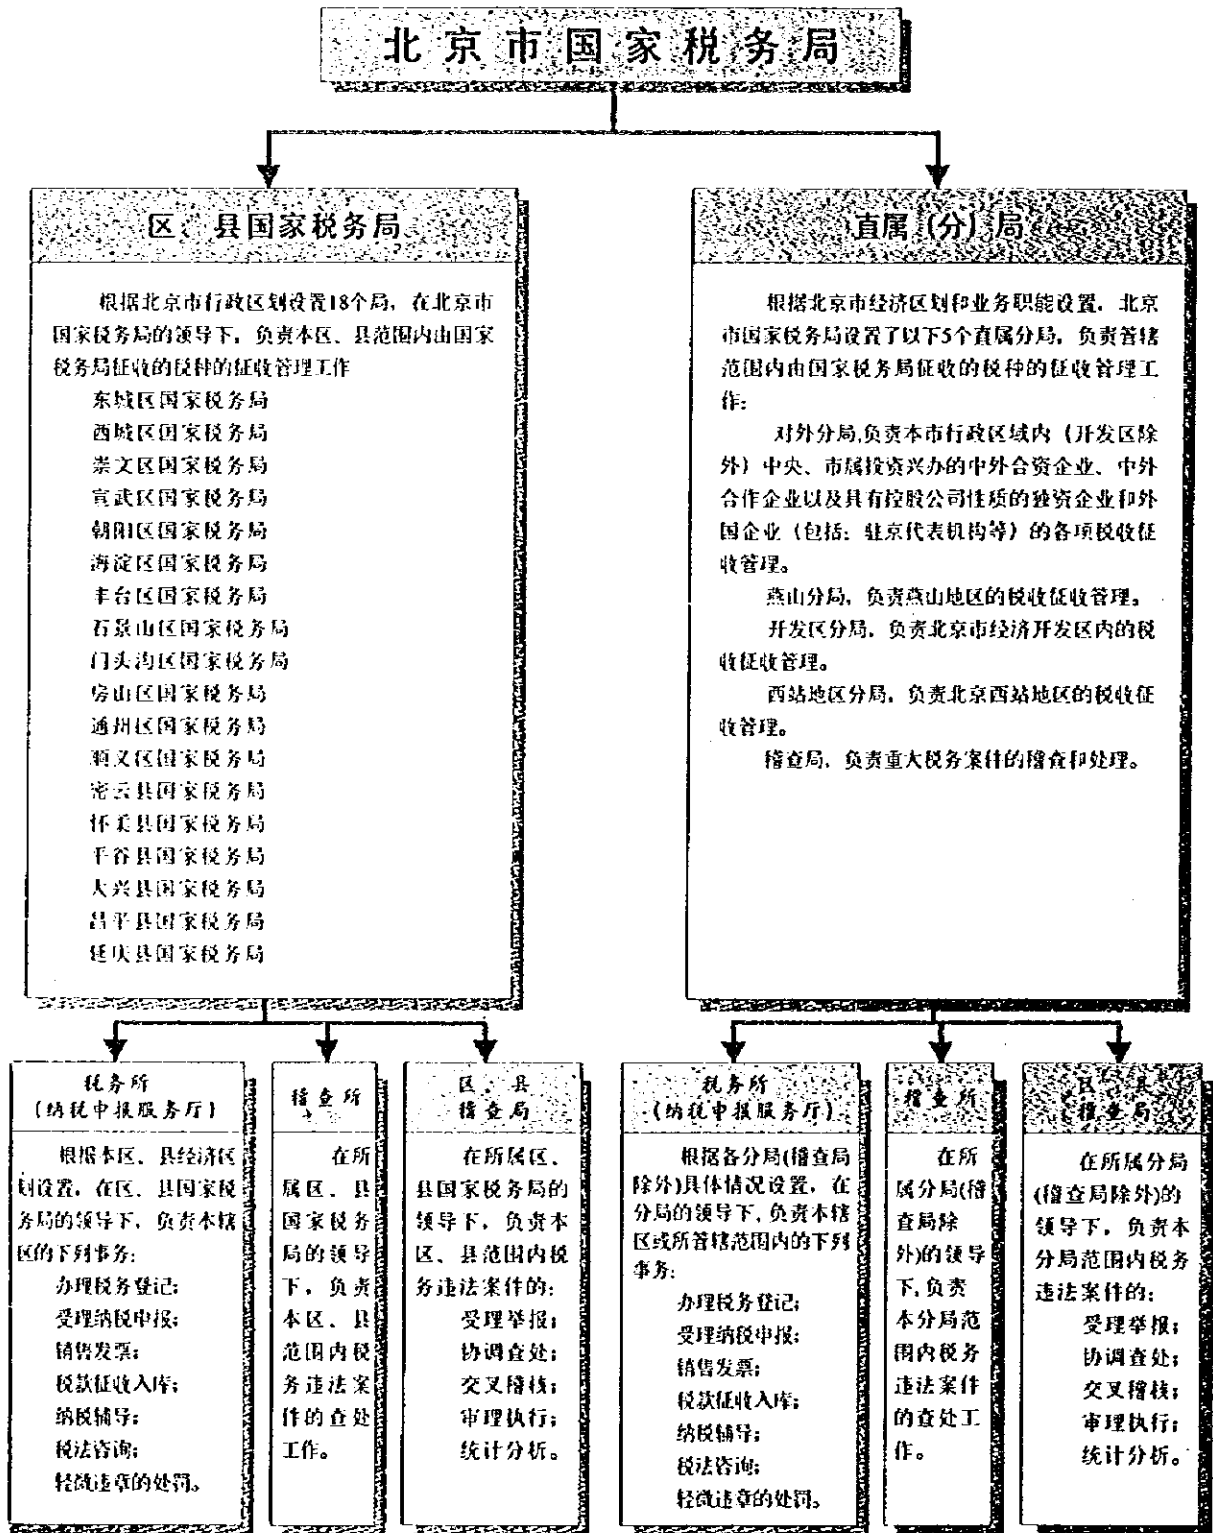 北京市国家税务局
区、县国家税务局
根据北京市行政区划设置18个局，在北京市
国家税务局的领导下，负责本区、县范围内由国家
税务局征收的税种的征收管理工作
东城区国家税务局
西城区国家税务局
崇文区国家税务局
宣武区国家税务局
朝阳区国家税务局
海淀区国家税务局
丰台区国家税务局
石景山区国家税务局
门头沟区国家税务局
房山区国家税务局
通州区国家税务局
顺义区国家税务局
密云县国家税务局
怀柔县国家税务局
平谷县国家税务局
大兴县国家税务局
昌平县国家税务局
延庆县国家税务局
直属（分）局
根据北京市经济区划和业务职能设置，北京
市国家税务局设置了以下5个直属分局，负责管辖
范围内由国家税务局征收的税种的征收管理工
作：
对外分局,负责本市行政区域内（开发区除
外）中央、市属投资兴办的中外合资企业、中外
合作企业以及具有控股公司性质的独资企业和外
国企业（包括：驻京代表机构等）的各项税收征
收管理。
燕山分局，负责燕山地区的税收征收管理。
开发区分局，负责北京市经济开发区内的税
收征收管理。
西站地区分局，负责北京西站地区的税收征
收管理。
稽查局，负责重大税务案件的稽查和处理。
税务所
（纳税申报服务厅）
根据本区、县经济区
划设置，在区、县国家税
务局的领导下，负责本辖
区的下列事务：
办理税务登记；
受理纳税申报；
销售发票；
税款征收入库；
纳税辅导；
税法咨询；
轻微违章的处罚。
稽查所
在所
属区、县
国家税务
局的领导
下，负责
本区、县
范围内税
务违法案
件的查处
工作。
区、县
稽查局
在所属区、
县国家税务局的
领导下，负责本
区、县范围内税
务违法案件的：
受理举报；
协调查处；
交叉稽核；
审理执行；
统计分析。
税务所
（纳税申报服务厅）
根据各分局(稽查局
除外)具体情况设置，在
分局的领导下,负责本辖
区或所管辖范围内的下列
事务：
办理税务登记；
受理纳税申报；
销售发票；
税款征收入库；
纳税辅导；
税法咨询；
轻微违章的处罚。
稽查所
在所
属分局(稽
查局除
外)的领导
下,负责
本分局范
围内税务
违法案件
的查处工
作。
区、县
稽查局
在所属分局
(稽查局除外)的
领导下，负责本
分局范围内税务
违法案件的：
受理举报；
协调查处；
交叉稽核；
审理执行；
统计分析。